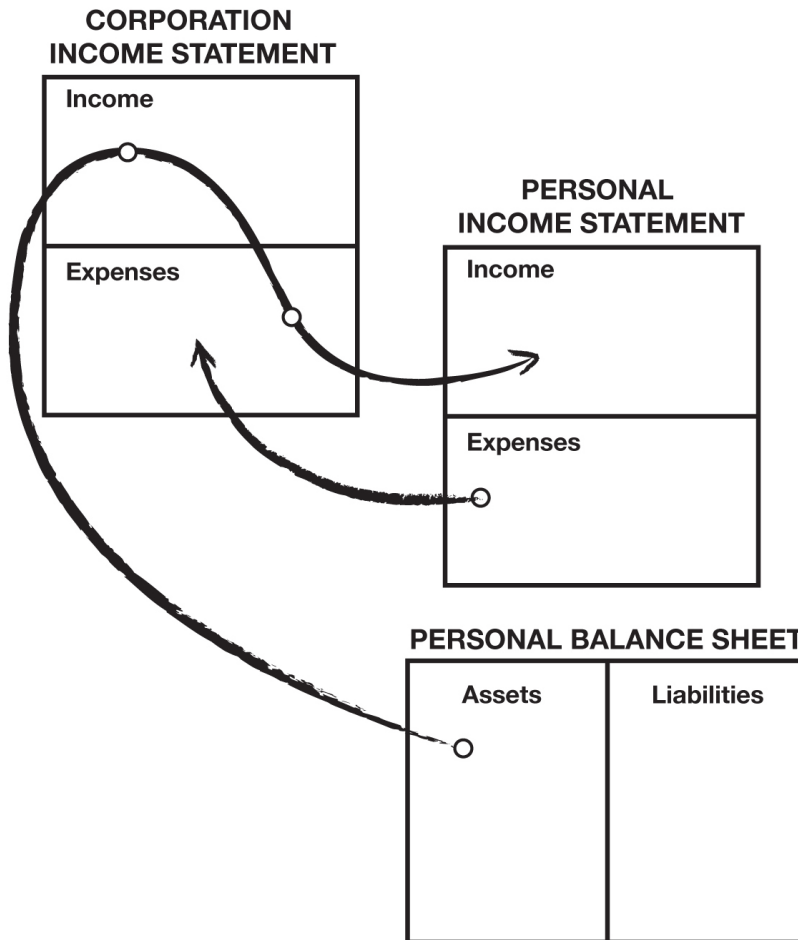 CORPORATION
INCOME STATEMENT
Income
Expenses
PERSONAL
INCOME STATEMENT
Income
Expenses
PERSONAL BALANCE SHEET
Assets
Liabilities